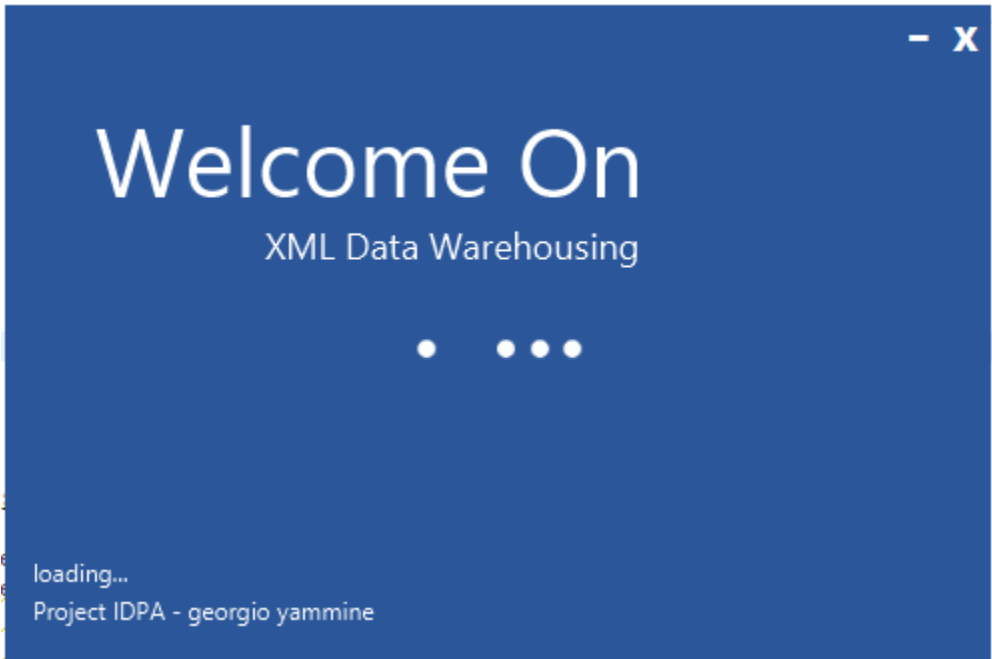 - X
Welcome On
XML Data Warehousing
loading...
Project IDPA - georgio yammine